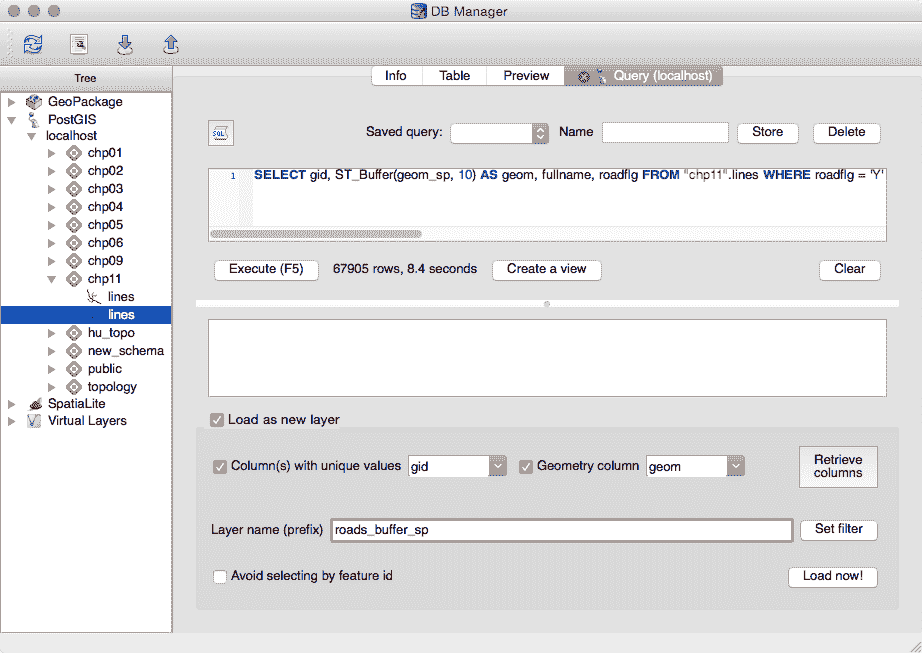 DB Manager
Tree
Info Table Preview Query (localhost)
GeoPackage
PostGIS
localhost
chp01
chp02
chp03
chp04
chp05
chp06
chp09
chp11
lines
lines
hu_topo
new_schema
public
topology
SpatiaLite
Virtual Layers
SQL
Saved query: Name Store Delete
1 SELECT gid, ST_Buffer(geom_sp, 10) AS geom, fullname, roadflg FROM "chp11".lines WHERE roadflg = 'Y'
Execute (F5) 67905 rows, 8.4 seconds Create a view Clear
Load as new layer
Column(s) with unique values gid Geometry column geom Retrieve columns
Layer name (prefix) roads_buffer_sp Set filter
Avoid selecting by feature id Load now!